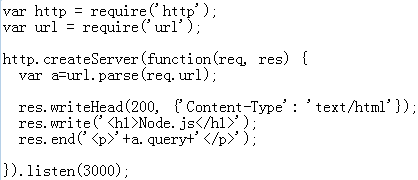 var http = require('http');
var url = require('url');

http.createServer(function(req, res) {
  var a=url.parse(req.url);

  res.writeHead(200, {'Content-Type': 'text/html'});
  res.write('<h1>Node.js</h1>');
  res.end('<p>'+a.query+'</p>');

}).listen(3000);